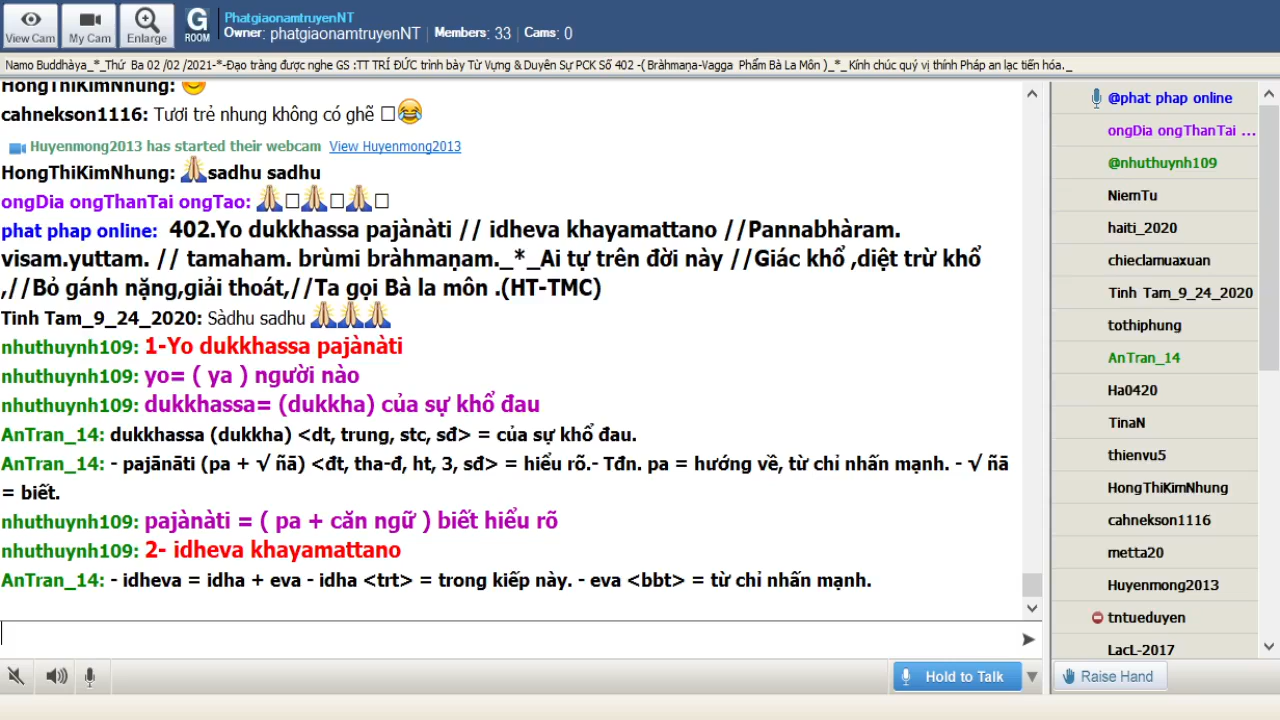 View Cam
My Cam
Enlarge
G
ROOM
PhatgiaonamtruyenNT
Owner: phatgiaonamtruyenNT | Members: 33 | Cams: 0
Namo Buddhàya_*_Thứ Ba 02 /02 /2021-*-Đạo tràng được nghe GS :TT TRÍ ĐỨC trình bày Từ Vựng & Duyên Sự PCK Số 402 -( Bràhmaṇa-Vagga Phẩm Bà La Môn )_*_ Kính chúc quý vị thính Pháp an lạc tiến hóa._
HongThiKimNhung: 😊
cahnekson1116: Tươi trẻ nhung không có ghẽ □😂
Huyenmong2013 has started their webcam View Huyenmong2013
HongThiKimNhung: 🙏sadhu sadhu
ongDia ongThanTai ongTao: 🙏□🙏□🙏□
phat phap online: 402.Yo dukkhassa pajànàti // idheva khayamattano //Pannabhàram.
visam.yuttam. // tamaham. brùmi bràhmaṇam._*_Ai tự trên đời này //Giác khổ ,diệt trừ khổ
,//Bỏ gánh nặng,giải thoát,//Ta gọi Bà la môn .(HT-TMC)
Tinh Tam_9_24_2020: Sàdhu sadhu 🙏🙏🙏
nhuthuynh109: 1-Yo dukkhassa pajànàti
nhuthuynh109: yo= ( ya ) người nào
nhuthuynh109: dukkhassa= (dukkha) của sự khổ đau
AnTran_14: dukkhassa (dukkha) <dt, trung, stc, sđ> = của sự khổ đau.
AnTran_14: - pajānāti (pa + √ ñā) <đt, tha-đ, ht, 3, sđ> = hiểu rõ.- Tđn. pa = hướng về, từ chỉ nhấn mạnh. - √ ñā
= biết.
nhuthuynh109: pajànàti = ( pa + căn ngữ ) biết hiểu rõ
nhuthuynh109: 2- idheva khayamattano
AnTran_14: - idheva = idha + eva - idha <trt> = trong kiếp này. - eva <bbt> = từ chỉ nhấn mạnh.
Hold to Talk
@phat phap online
ongDia ongThanTai ...
@nhuthuynh109
NiemTu
haiti_2020
chieclamuaxuan
Tinh Tam_9_24_2020
tothiphung
AnTran_14
Ha0420
TinaN
thienvu5
HongThiKimNhung
cahnekson1116
metta20
Huyenmong2013
tntueduyen
LacL-2017
Raise Hand